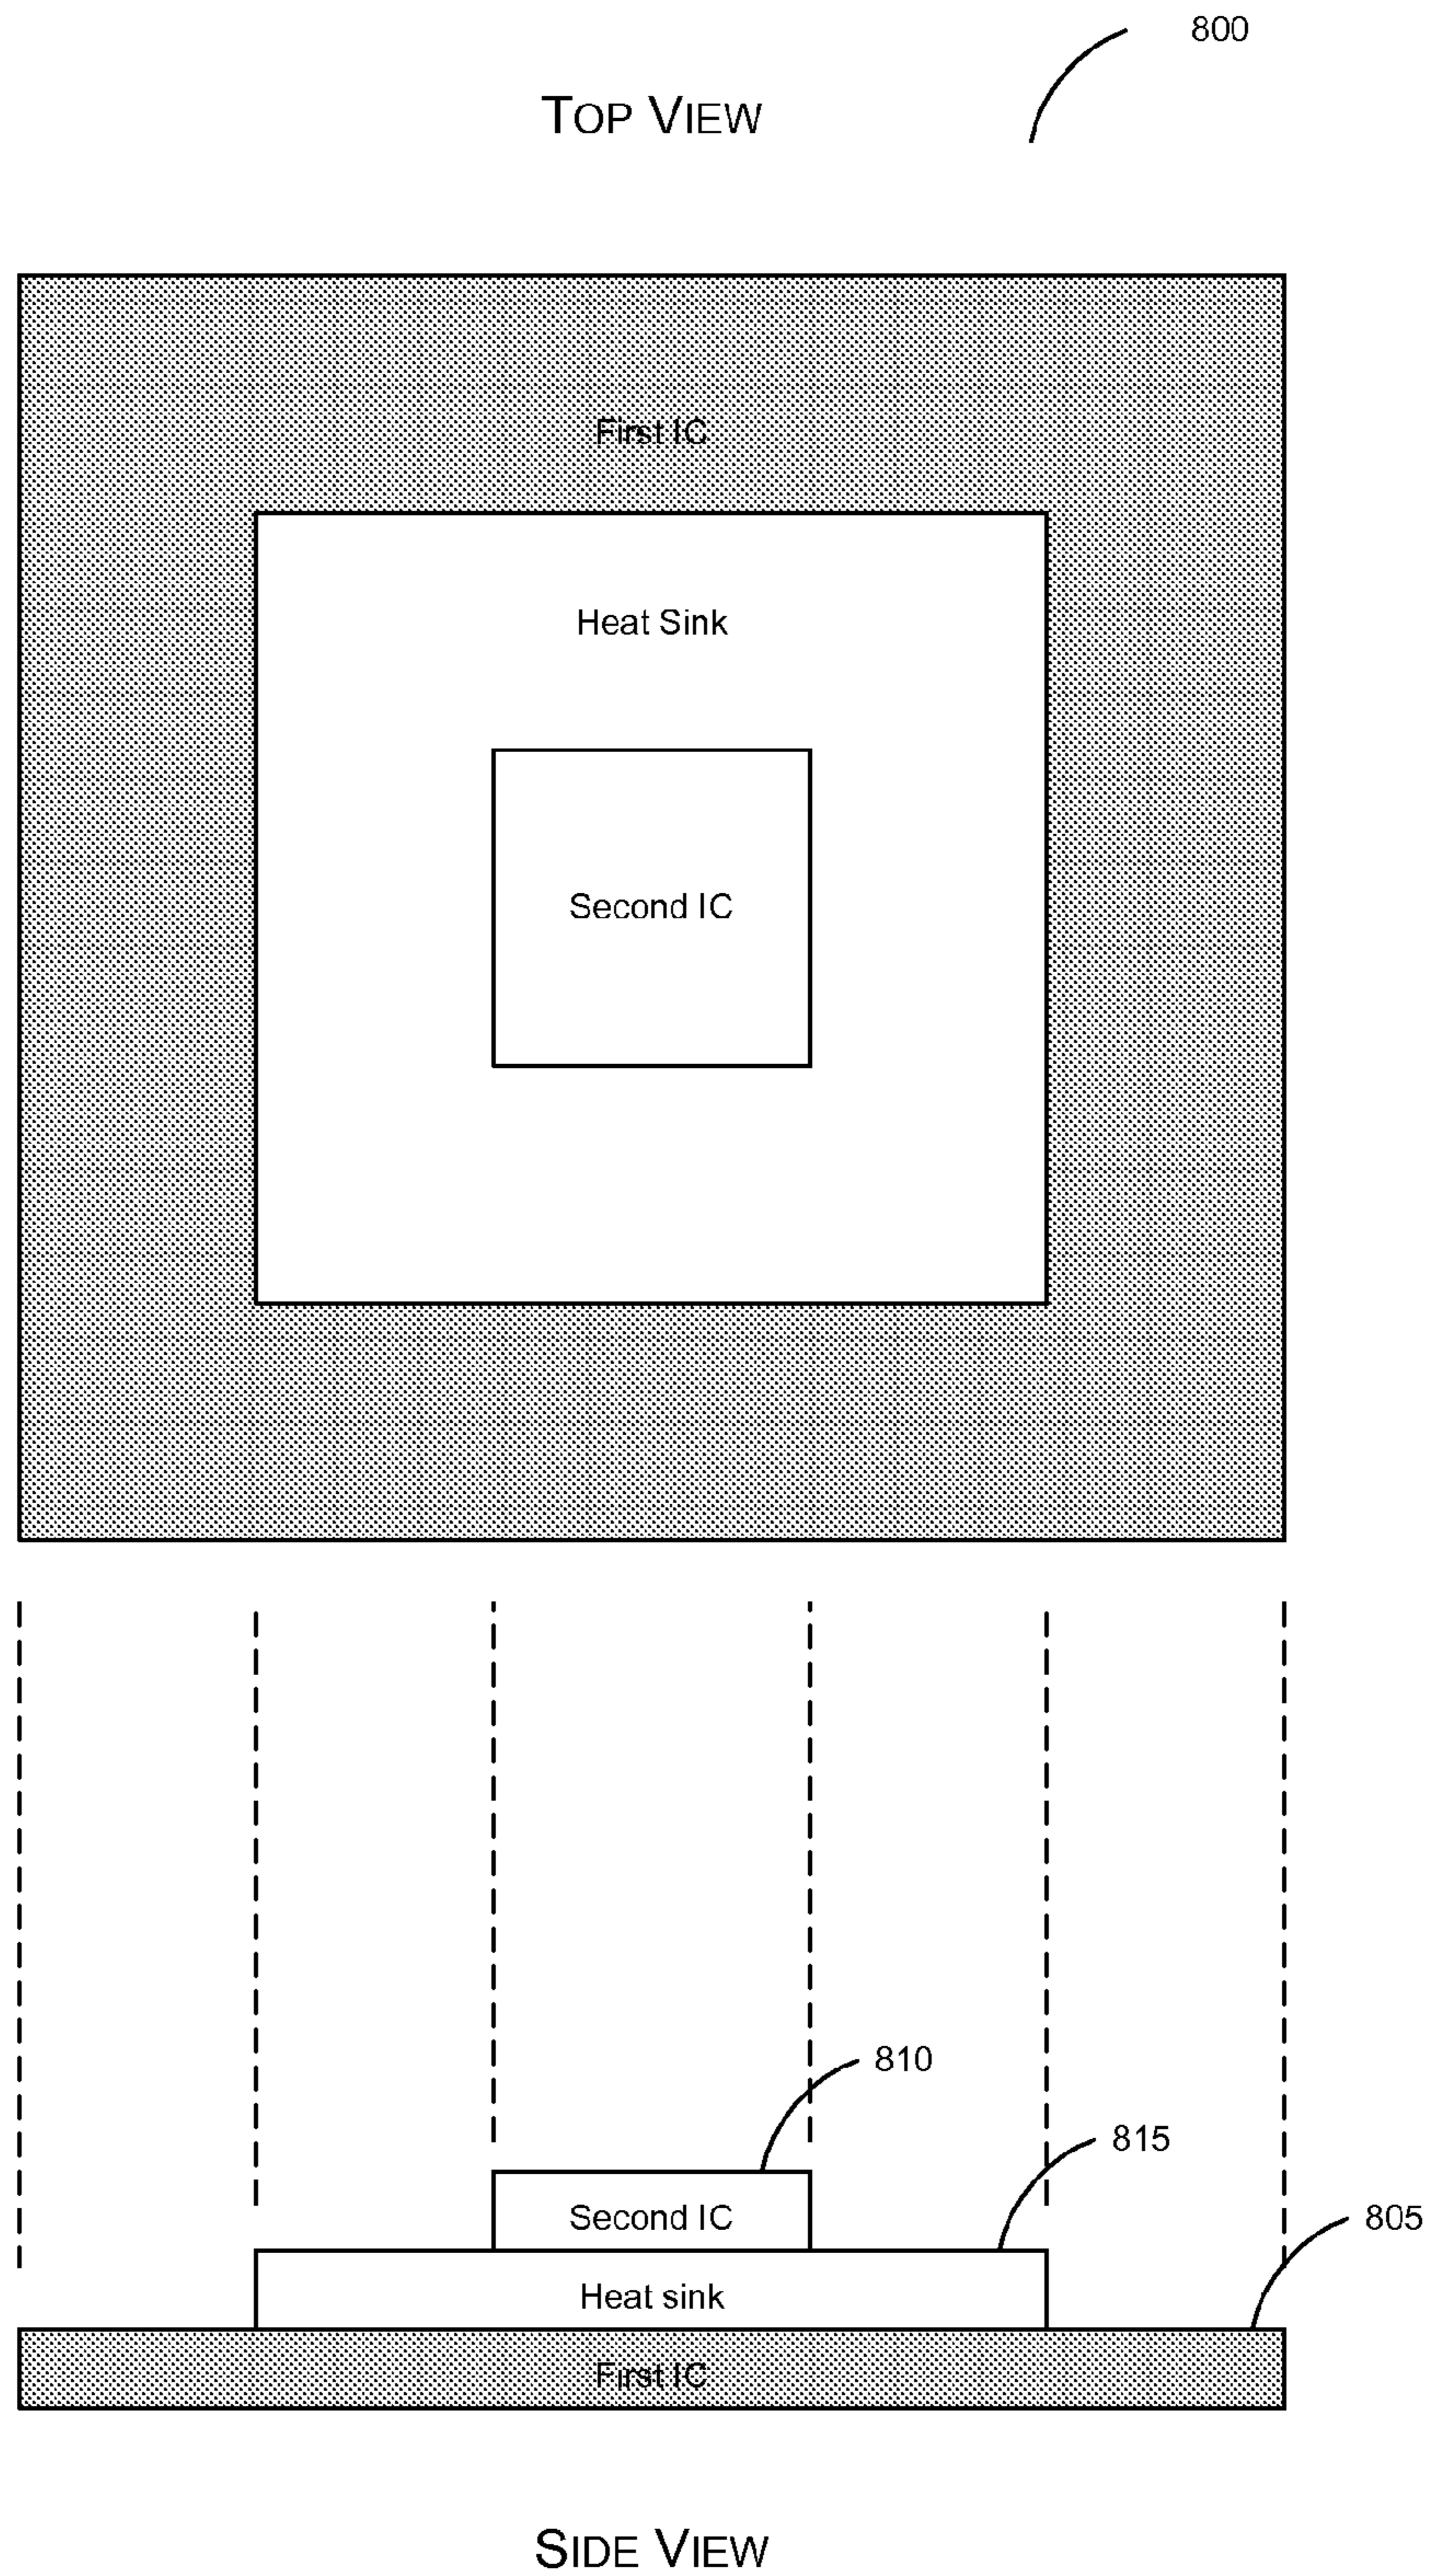 800
TOP VIEW
First IC
Heat Sink
Second IC
810
815
Second IC
805
Heat sink
First IC
SIDE VIEW